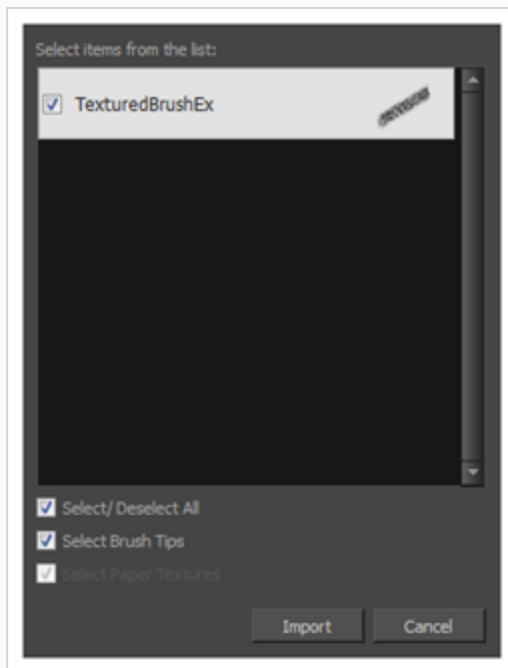 Select items from the list:
TexturedBrushEx
Select/ Deselect All
Select Brush Tips
Select Paper Textures
Import Cancel